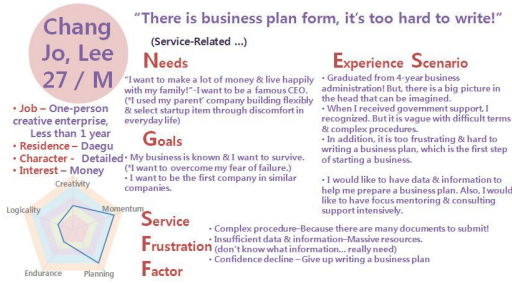 "There is business plan form, it's too hard to write!"
(Service-Related ...)
Chang
Jo, Lee
27 / M
• Job – One-person
creative enterprise,
Less than 1 year
• Residence – Daegu
• Character - Detailed
• Interest – Money
Creativity
Momentum
Planning
Endurance
Logicality
Needs
"I want to make a lot of money & live happily
with my family!" -I want to be a famous CEO.
(*I used my parent' company building flexibly
& select startup item through discomfort in
everyday life)
Goals
• My business is known & I want to survive.
(*I want to overcome my fear of failure.)
• I want to be the first company in similar
companies.
Experience Scenario
• Graduated from 4-year business
administration! But, there is a big picture in
the head that can be imagined.
• When I received government support, I
recognized. But it is vague with difficult terms
& complex procedures.
• In addition, it is too frustrating & hard to
writing a business plan, which is the first step
of starting a business.
• I would like to have data & information to
help me prepare a business plan. Also, I would
like to have focus mentoring & consulting
support intensively.
Service
Frustration
Factor
• Complex procedure–Because there are many documents to submit!
• Insufficient data & information–Massive resources.
(don't know what information... really need)
• Confidence decline – Give up writing a business plan